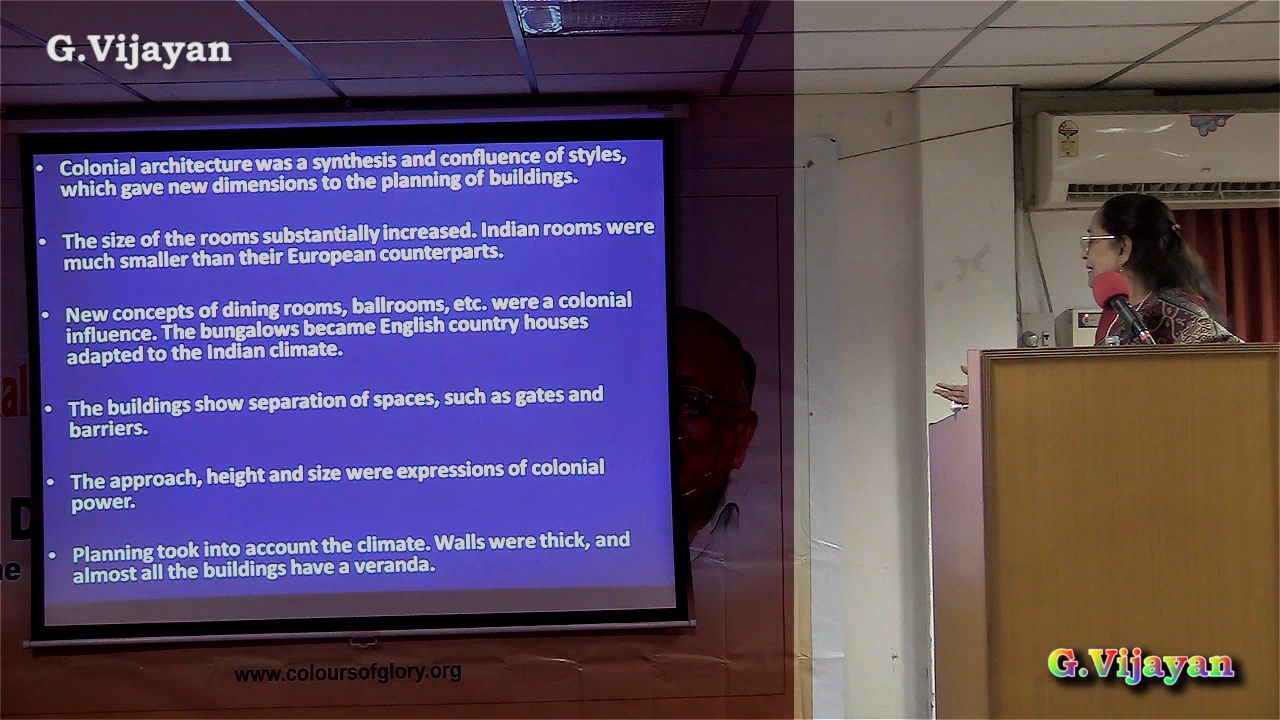 G.Vijayan
• Colonial architecture was a synthesis and confluence of styles,
which gave new dimensions to the planning of buildings.
• The size of the rooms substantially increased. Indian rooms were
much smaller than their European counterparts.
• New concepts of dining rooms, ballrooms, etc. were a colonial
influence. The bungalows became English country houses
adapted to the Indian climate.
• The buildings show separation of spaces, such as gates and
barriers.
• The approach, height and size were expressions of colonial
power.
• Planning took into account the climate. Walls were thick, and
almost all the buildings have a veranda.
www.coloursofglory.org
G.Vijayan